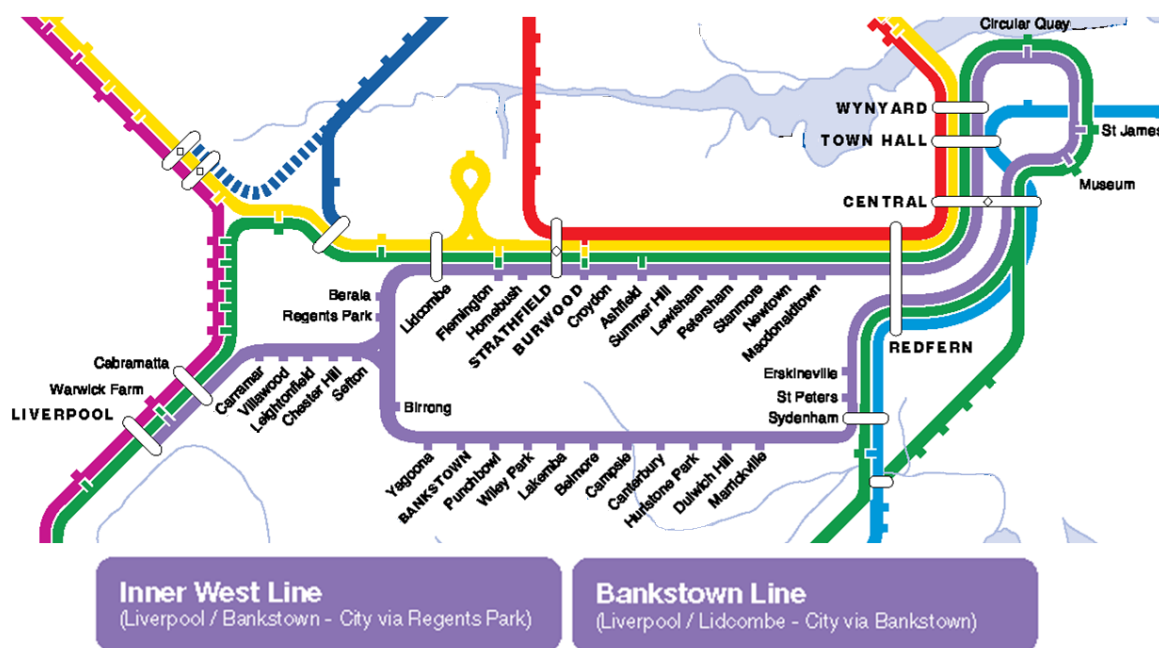 Circular Quay
WYNYARD
TOWN HALL
St James
Museum
CENTRAL
Berala
Regents Park
Lidcombe
Flemington
Homebush
STRATHFIELD
BURWOOD
Croydon
Ashfield
Summer Hill
Lewisham
Petersham
Stanmore
Newtown
Macdonaldtown
REDFERN
Cabramatta
Warwick Farm
LIVERPOOL
Carramar
Villawood
Leightonfield
Chester Hill
Sefton
Birrong
Erskineville
St Peters
Sydenham
Yagoona
BANKSTOWN
Punchbowl
Wiley Park
Lakemba
Belmore
Campsie
Canterbury
Hurlstone Park
Dulwich Hill
Marrickville
Inner West Line
(Liverpool / Bankstown - City via Regents Park)
Bankstown Line
(Liverpool / Lidcombe - City via Bankstown)